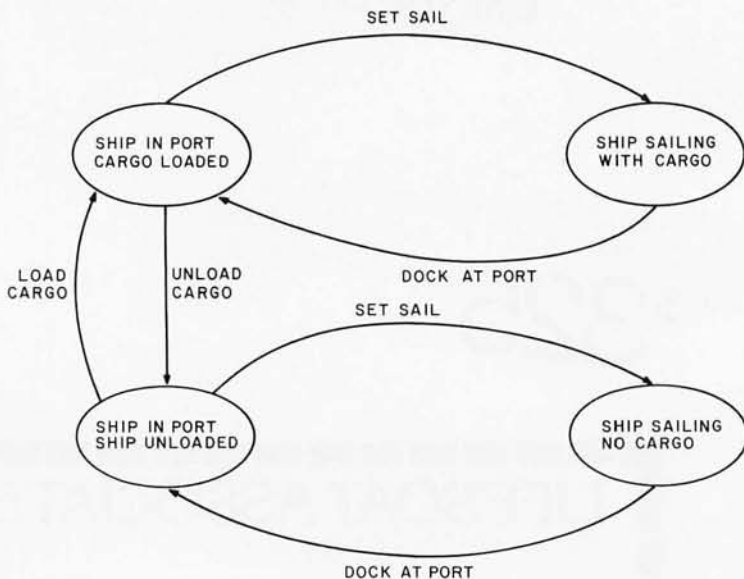 SET SAIL
SHIP IN PORT
CARGO LOADED
SHIP SAILING
WITH CARGO
LOAD
CARGO
UNLOAD
CARGO
DOCK AT PORT
SET SAIL
SHIP IN PORT
SHIP UNLOADED
SHIP SAILING
NO CARGO
DOCK AT PORT